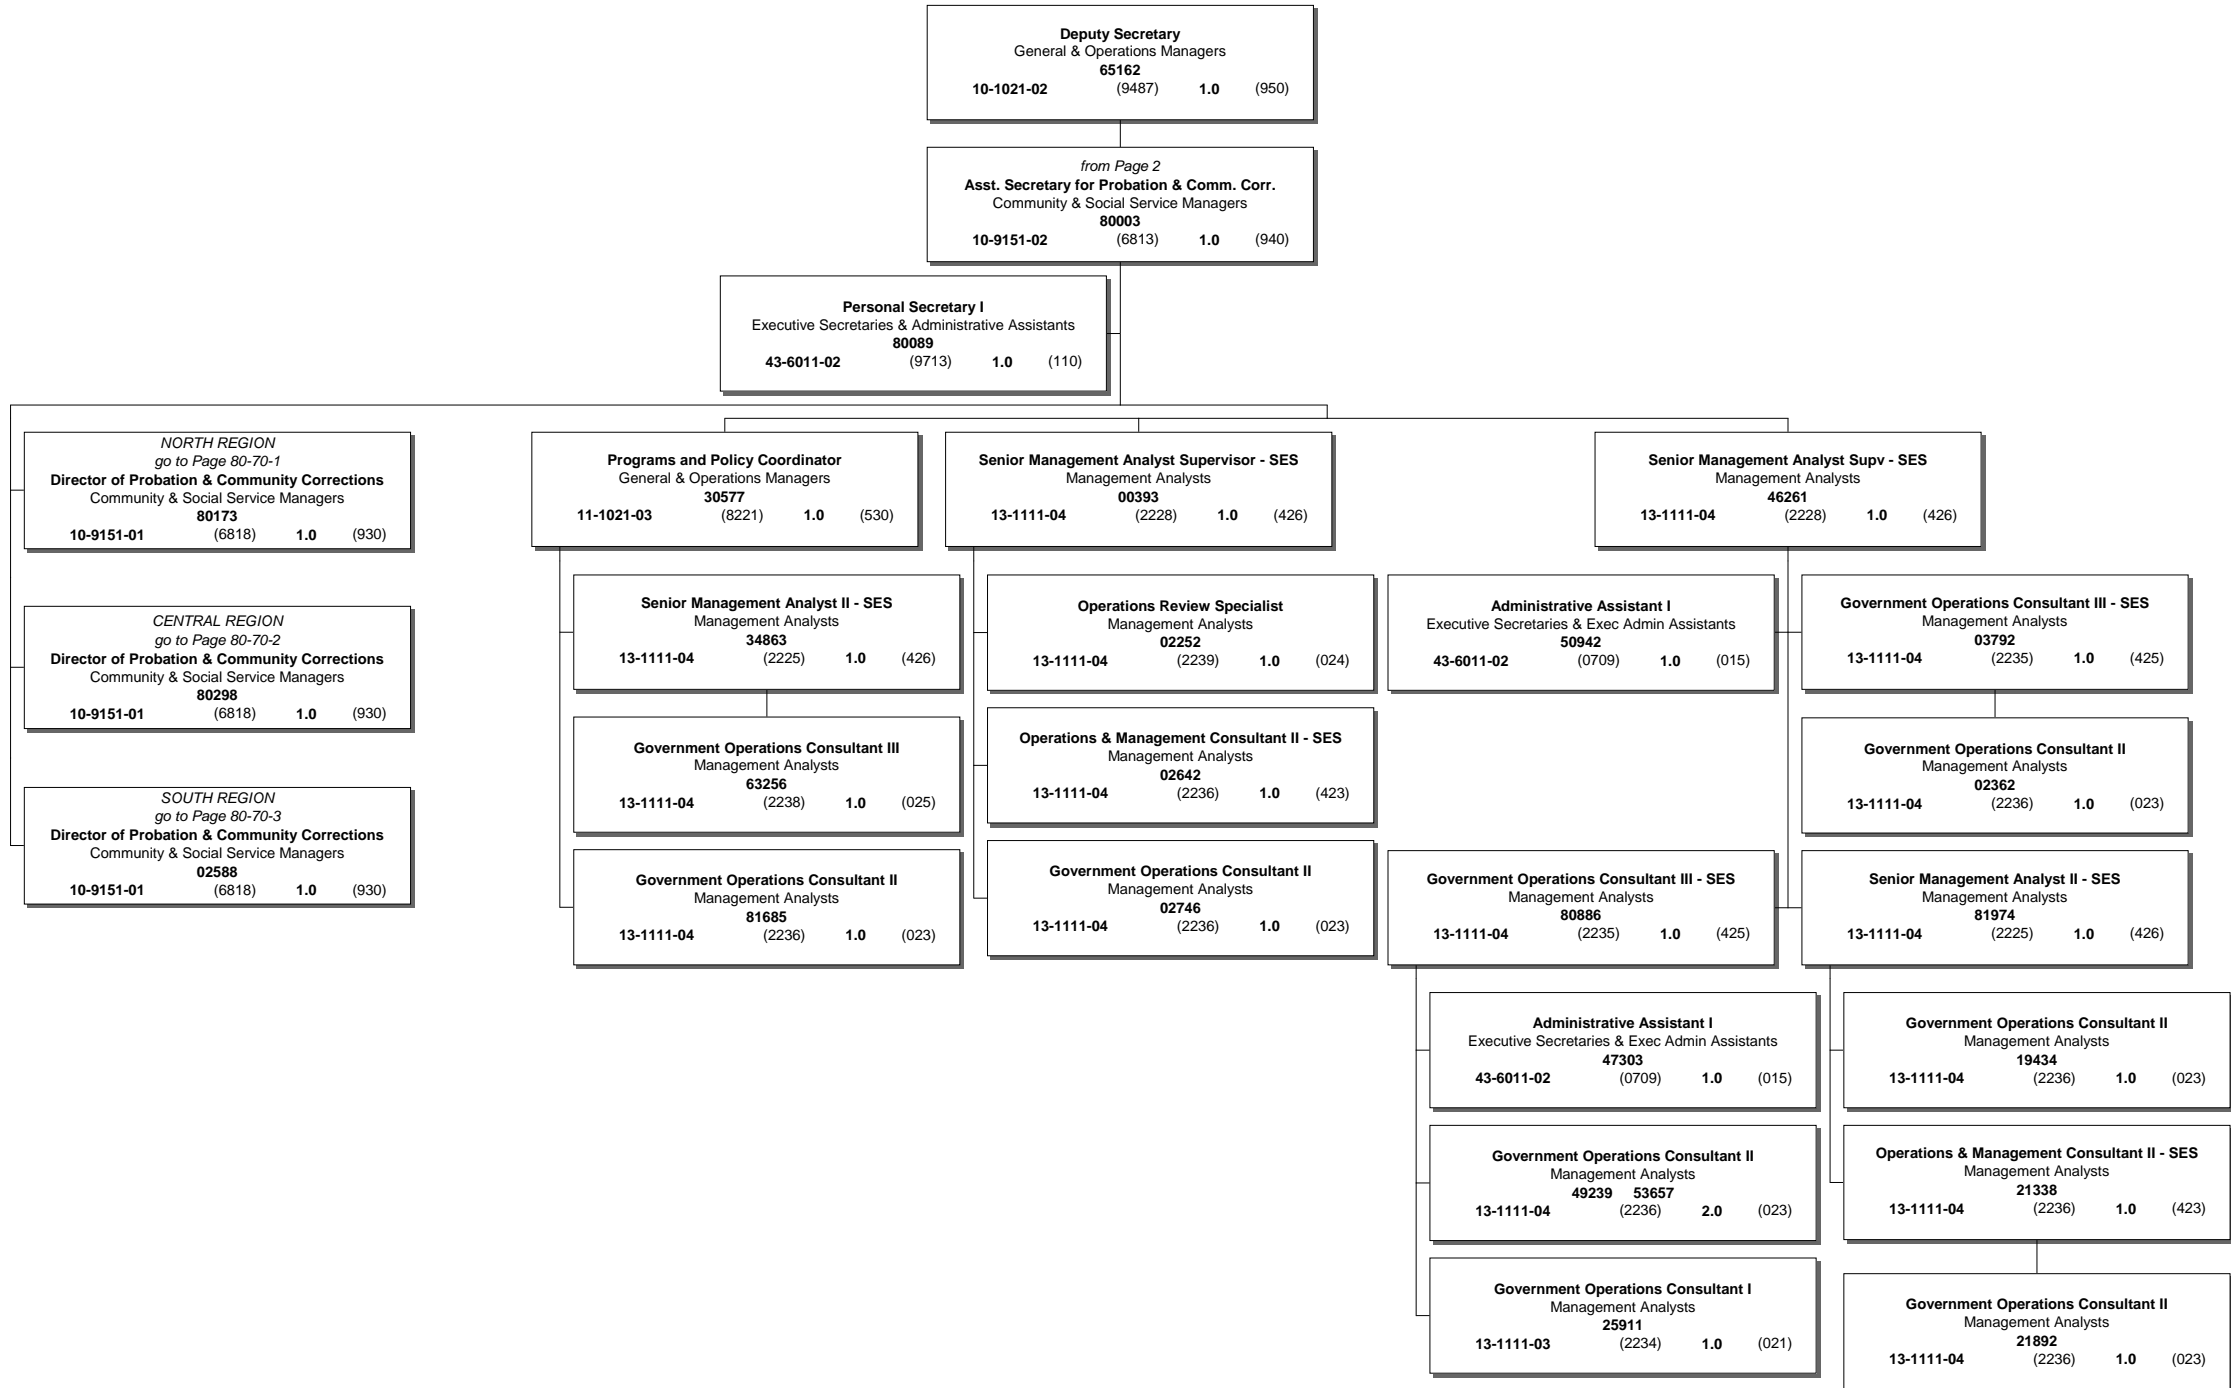 Deputy Secretary
General & Operations Managers
65162
10-1021-02 (9487) 1.0 (950)
from Page 2
Asst. Secretary for Probation & Comm. Corr.
Community & Social Service Managers
80003
10-9151-02 (6813) 1.0 (940)
Personal Secretary I
Executive Secretaries & Administrative Assistants
80089
43-6011-02 (9713) 1.0 (110)
NORTH REGION
go to Page 80-70-1
Director of Probation & Community Corrections
Community & Social Service Managers
80173
10-9151-01 (6818) 1.0 (930)
CENTRAL REGION
go to Page 80-70-2
Director of Probation & Community Corrections
Community & Social Service Managers
80298
10-9151-01 (6818) 1.0 (930)
SOUTH REGION
go to Page 80-70-3
Director of Probation & Community Corrections
Community & Social Service Managers
02588
10-9151-01 (6818) 1.0 (930)
Programs and Policy Coordinator
General & Operations Managers
30577
11-1021-03 (8221) 1.0 (530)
Senior Management Analyst II - SES
Management Analysts
34863
13-1111-04 (2225) 1.0 (426)
Government Operations Consultant III
Management Analysts
63256
13-1111-04 (2238) 1.0 (025)
Government Operations Consultant II
Management Analysts
81685
13-1111-04 (2236) 1.0 (023)
Senior Management Analyst Supervisor - SES
Management Analysts
00393
13-1111-04 (2228) 1.0 (426)
Operations Review Specialist
Management Analysts
02252
13-1111-04 (2239) 1.0 (024)
Operations & Management Consultant II - SES
Management Analysts
02642
13-1111-04 (2236) 1.0 (423)
Government Operations Consultant II
Management Analysts
02746
13-1111-04 (2236) 1.0 (023)
Senior Management Analyst Supv - SES
Management Analysts
46261
13-1111-04 (2228) 1.0 (426)
Administrative Assistant I
Executive Secretaries & Exec Admin Assistants
50942
43-6011-02 (0709) 1.0 (015)
Government Operations Consultant III - SES
Management Analysts
03792
13-1111-04 (2235) 1.0 (425)
Government Operations Consultant II
Management Analysts
02362
13-1111-04 (2236) 1.0 (023)
Government Operations Consultant III - SES
Management Analysts
80886
13-1111-04 (2235) 1.0 (425)
Administrative Assistant I
Executive Secretaries & Exec Admin Assistants
47303
43-6011-02 (0709) 1.0 (015)
Government Operations Consultant II
Management Analysts
49239 53657
13-1111-04 (2236) 2.0 (023)
Government Operations Consultant I
Management Analysts
25911
13-1111-03 (2234) 1.0 (021)
Senior Management Analyst II - SES
Management Analysts
81974
13-1111-04 (2225) 1.0 (426)
Government Operations Consultant II
Management Analysts
19434
13-1111-04 (2236) 1.0 (023)
Operations & Management Consultant II - SES
Management Analysts
21338
13-1111-04 (2236) 1.0 (423)
Government Operations Consultant II
Management Analysts
21892
13-1111-04 (2236) 1.0 (023)